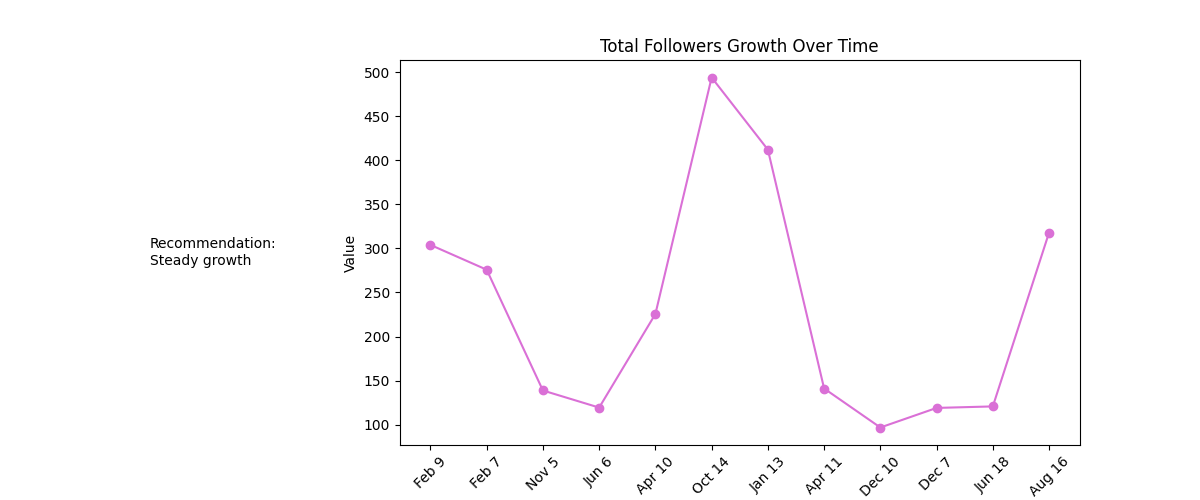 Total Followers Growth Over Time
Recommendation:
Steady growth
Value
500
450
400
350
300
250
200
150
100
Feb 9
Feb 7
Nov 5
Jun 6
Apr 10
Oct 14
Jan 13
Apr 11
Dec 10
Dec 7
Jun 18
Aug 16